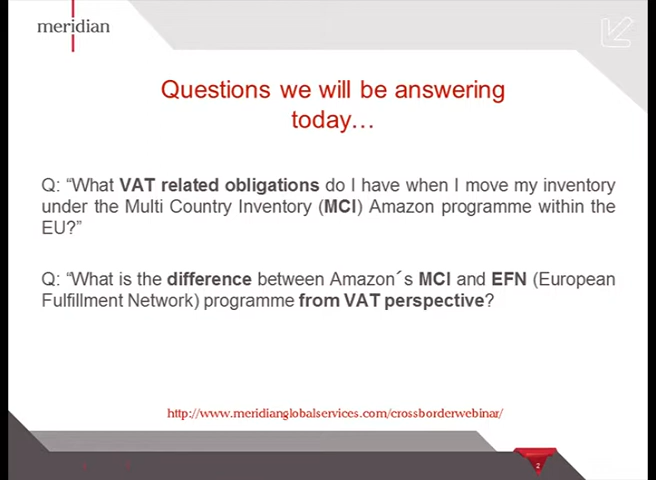 meridian
Questions we will be answering
today…
Q: “What VAT related obligations do I have when I move my inventory
under the Multi Country Inventory (MCI) Amazon programme within the
EU?”
Q: “What is the difference between Amazon´s MCI and EFN (European
Fulfillment Network) programme from VAT perspective?
http://www.meridianglobalservices.com/crossborderwebinar/
2